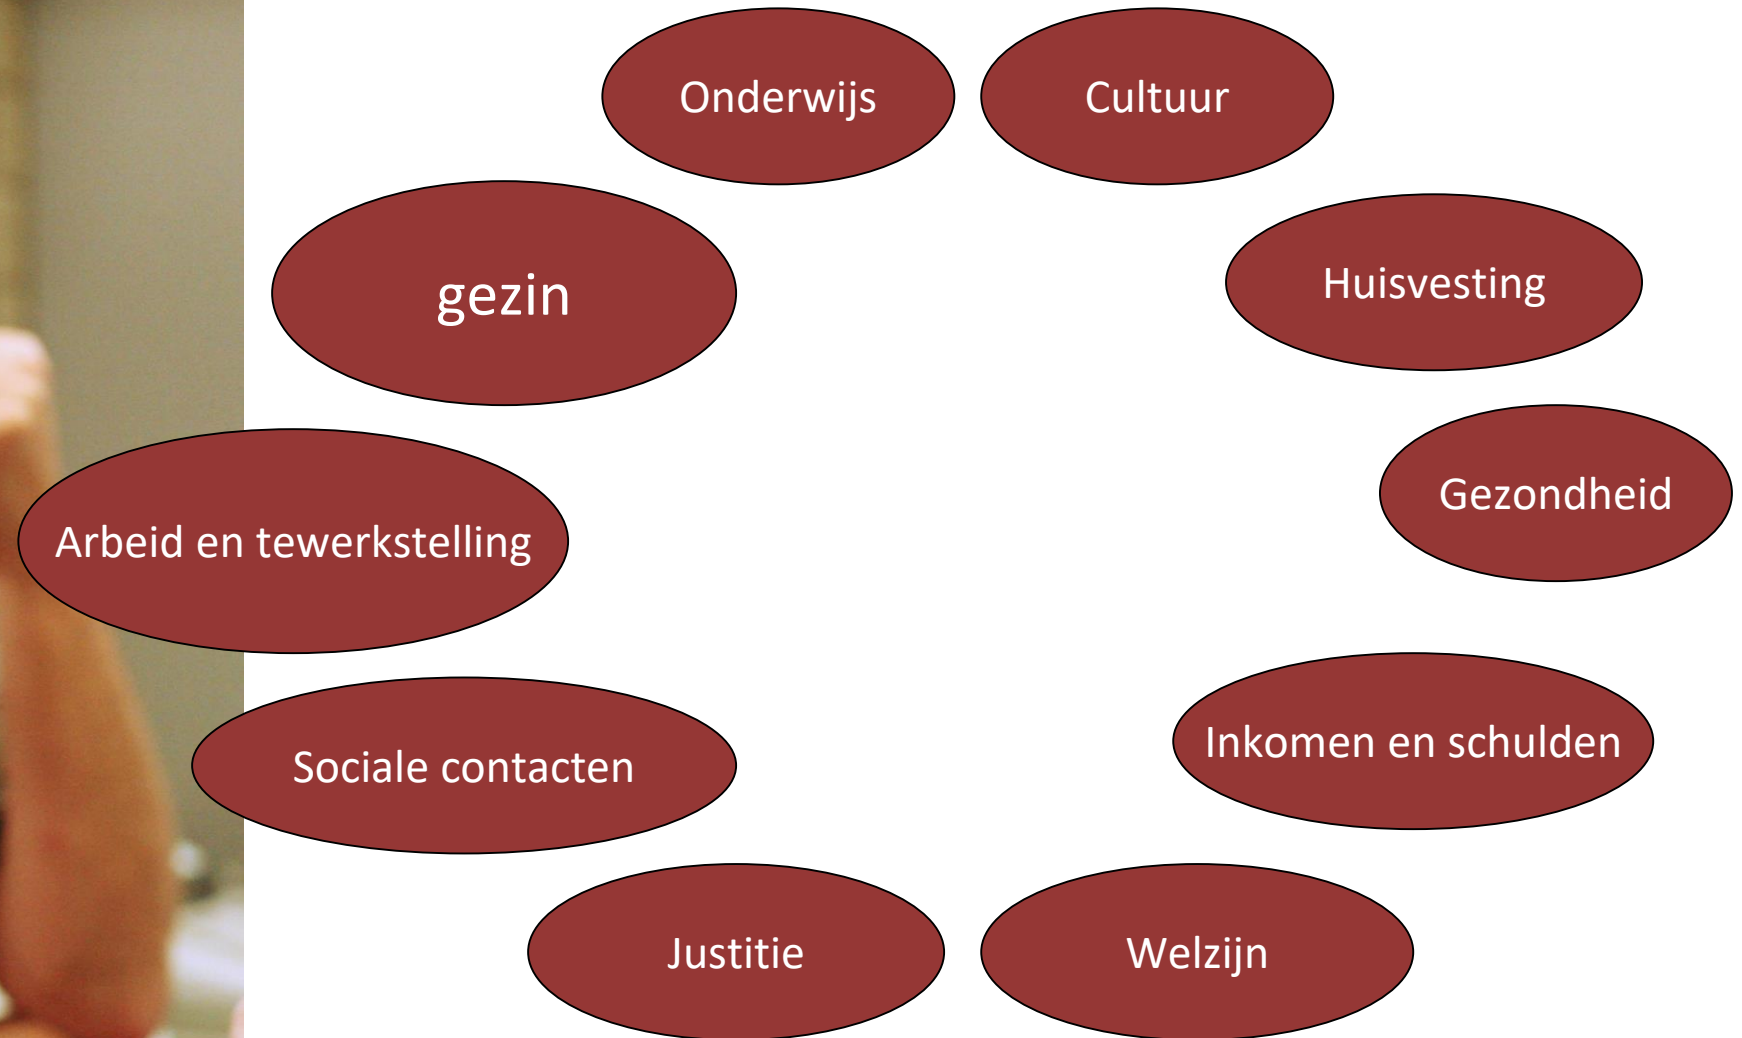 Onderwijs
Cultuur
gezin
Huisvesting
Gezondheid
Arbeid en tewerkstelling
Inkomen en schulden
Sociale contacten
Justitie
Welzijn